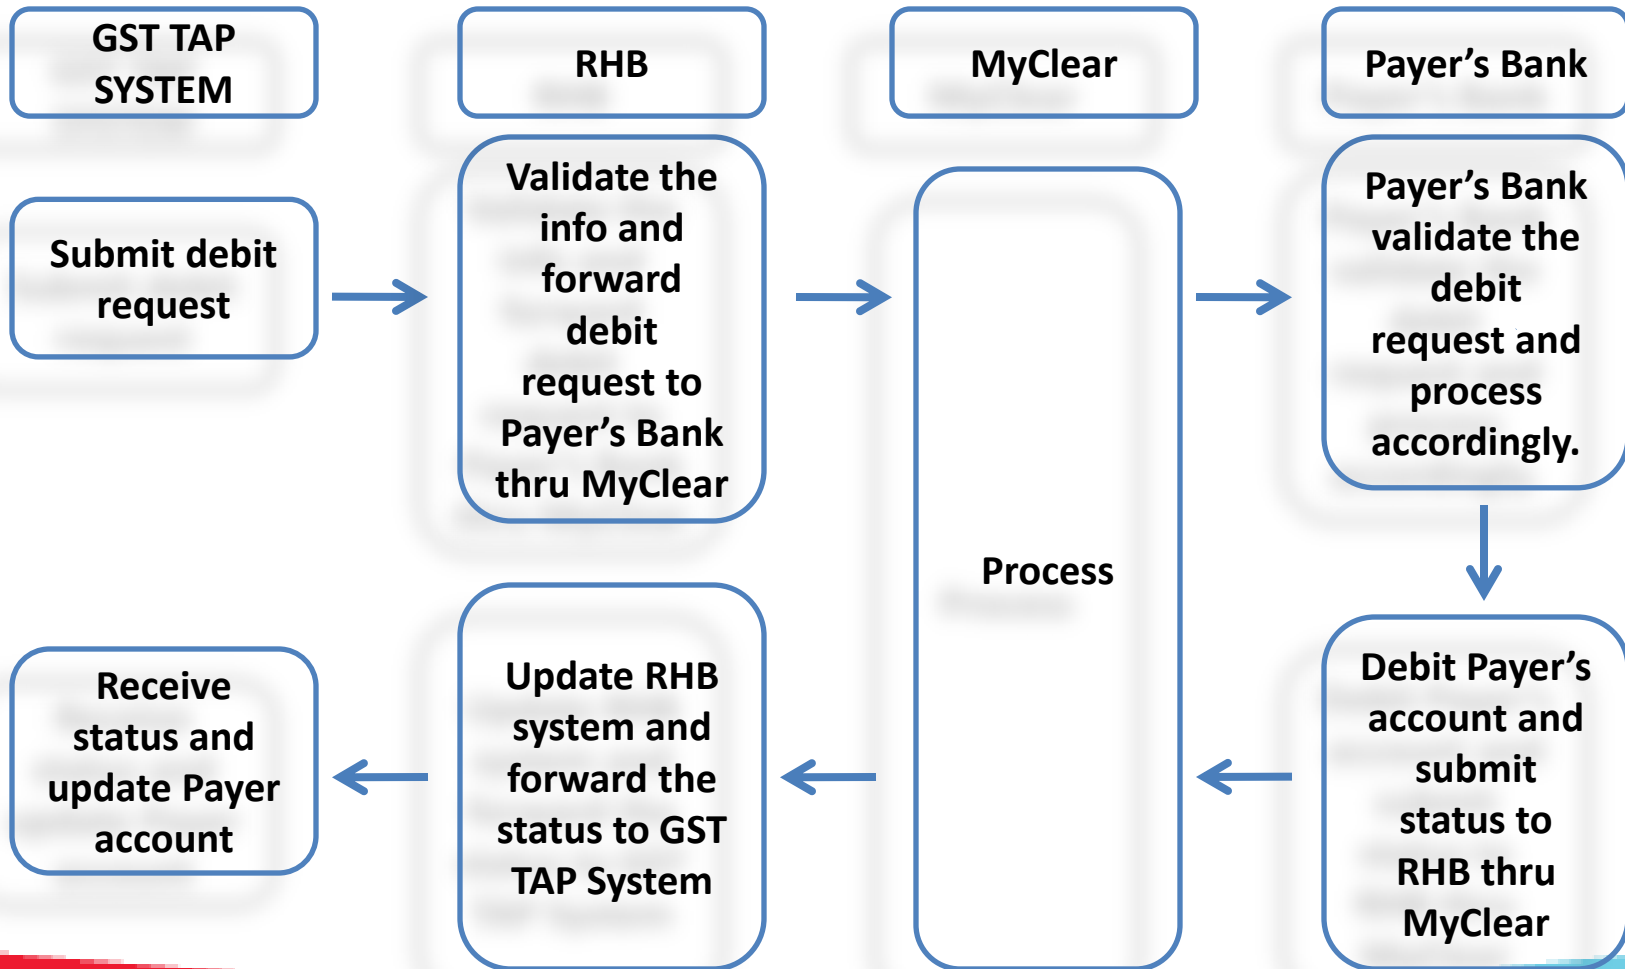 GST TAP
SYSTEM
RHB
MyClear
Payer’s Bank
Submit debit
request
Validate the
info and
forward
debit
request to
Payer’s Bank
thru MyClear
Process
Payer’s Bank
validate the
debit
request and
process
accordingly.
Receive
status and
update Payer
account
Update RHB
system and
forward the
status to GST
TAP System
Debit Payer’s
account and
submit
status to
RHB thru
MyClear